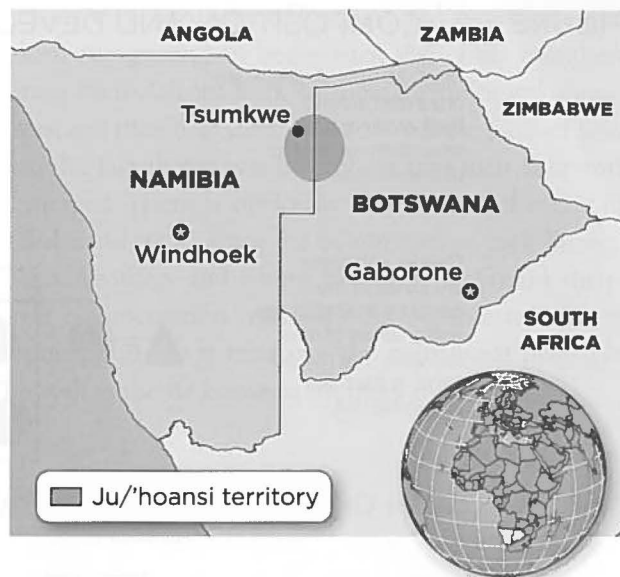 ANGOLA
ZAMBIA
ZIMBABWE
Tsumkwe
NAMIBIA
BOTSWANA
Windhoek
Gaborone
SOUTH
AFRICA
Ju/'hoansi territory